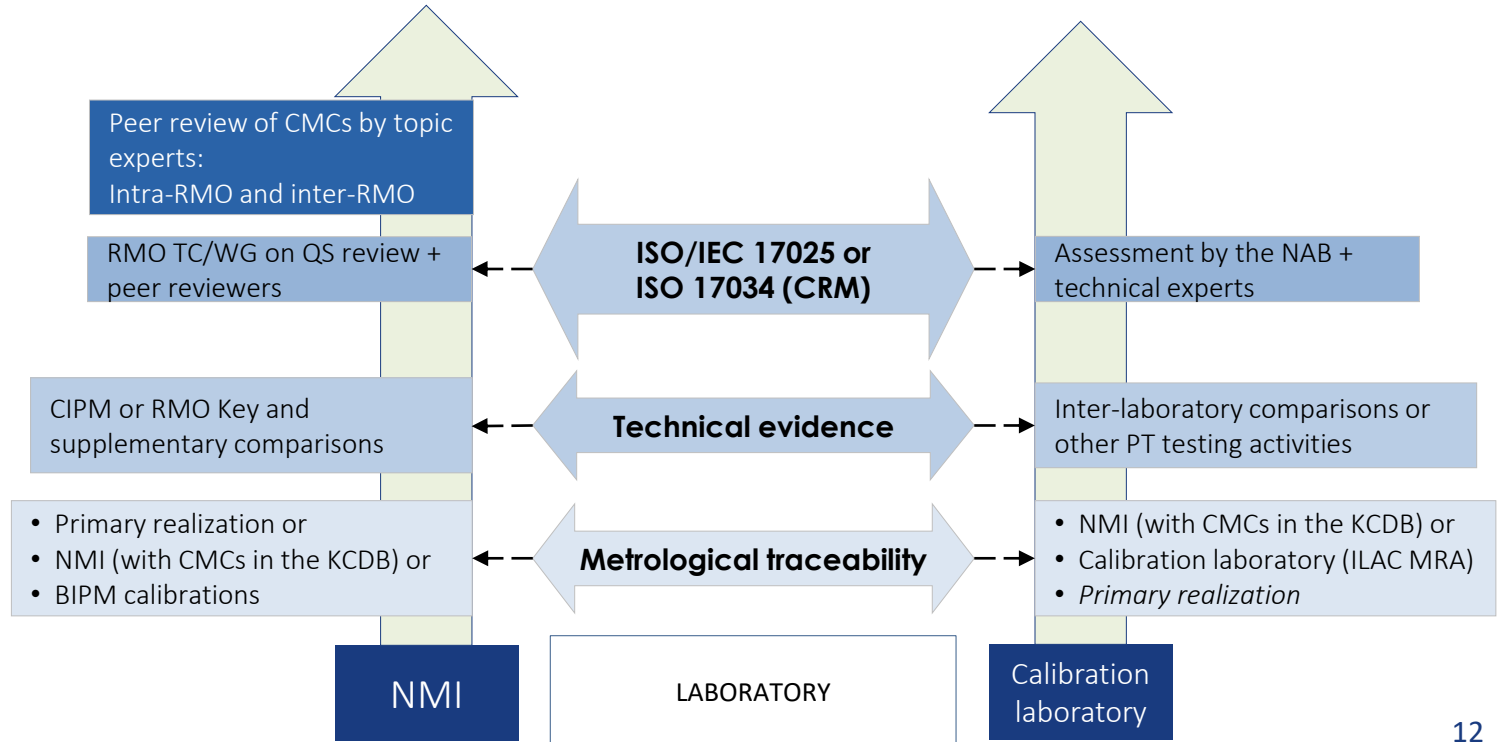 Peer review of CMCs by topic
experts:
Intra-RMO and inter-RMO
RMO TC/WG on QS review +
peer reviewers
ISO/IEC 17025 or
ISO 17034 (CRM)
Assessment by the NAB +
technical experts
CIPM or RMO Key and
supplementary comparisons
Technical evidence
Inter-laboratory comparisons or
other PT testing activities
• Primary realization or
• NMI (with CMCs in the KCDB) or
• BIPM calibrations
Metrological traceability
• NMI (with CMCs in the KCDB) or
• Calibration laboratory (ILAC MRA)
• Primary realization
NMI
LABORATORY
Calibration
laboratory
12